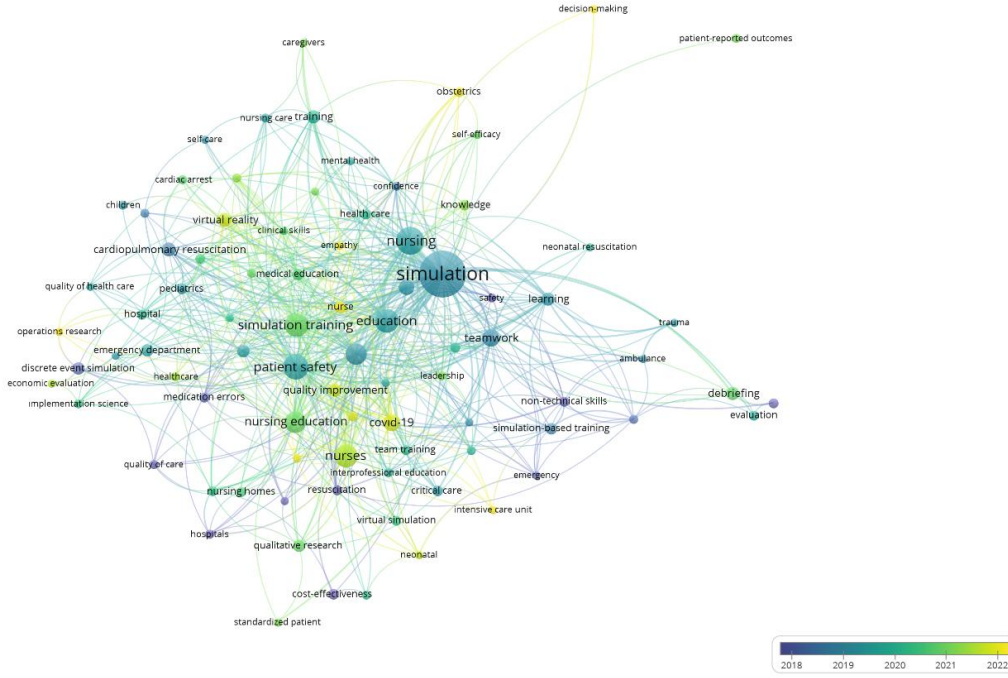 decision-making
patient-reported outcomes
caregivers
obstetrics
nursing care
training
self-efficacy
self-care
mental health
cardiac arrest
confidence
children
virtual reality
health care
knowledge
clinical skills
nursing
empathy
cardiopulmonary resuscitation
neonatal resuscitation
simulation
medical education
quality of health care
pediatrics
safety
learning
nurse
hospital
simulation training
education
trauma
operations research
teamwork
emergency department
ambulance
discrete event simulation
patient safety
healthcare
leadership
economic evaluation
quality improvement
debriefing
medication errors
non-technical skills
implementation science
evaluation
nursing education
covid-19
simulation-based training
team training
nurses
quality of care
interprofessional education
emergency
nursing homes
resuscitation
critical care
intensive care unit
virtual simulation
hospitals
qualitative research
neonatal
cost-effectiveness
standardized patient
2018
2019
2020
2021
2022